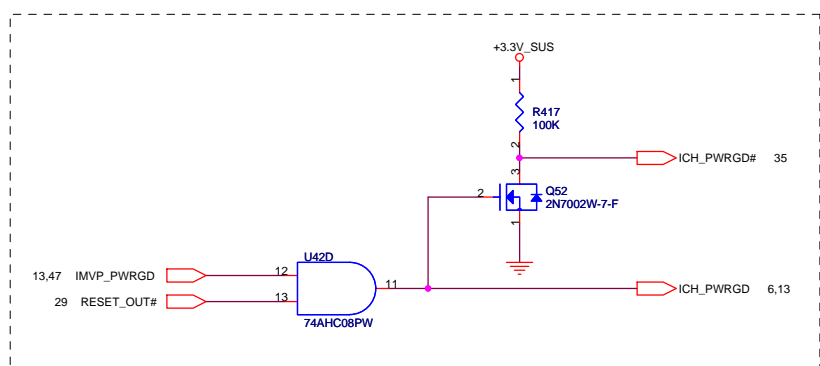 +3.3V_SUS
1
R417
100K
2
ICH_PWRGD# 35
3
Q52
2
2N7002W-7-F
1
U42D
13,47 IMVP_PWRGD 12
11
ICH_PWRGD 6,13
29 RESET_OUT# 13
74AHC08PW